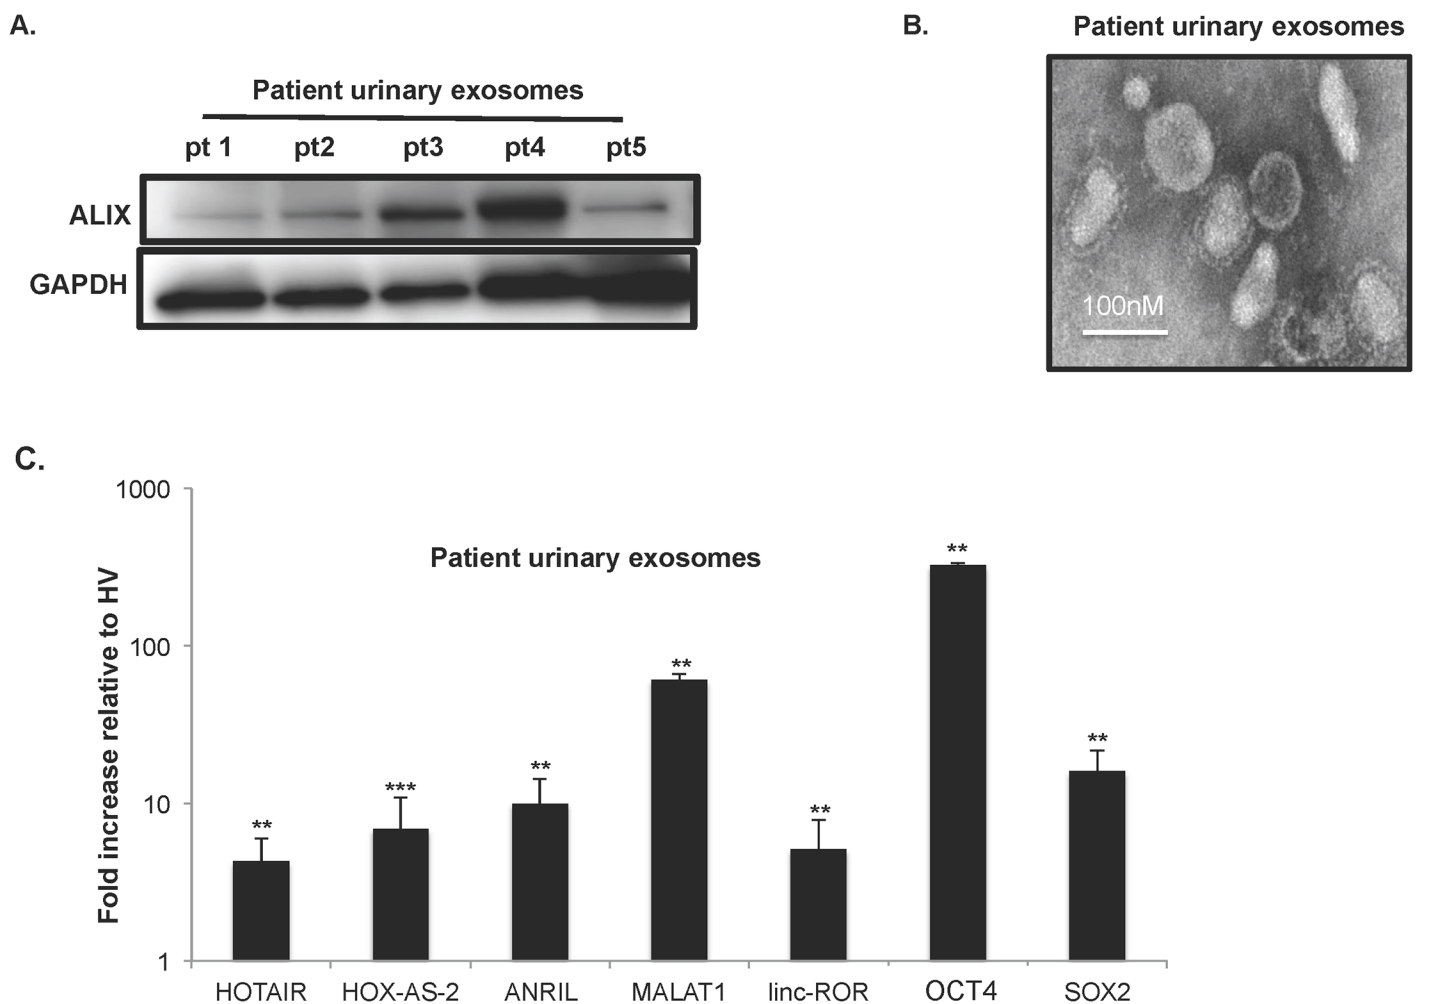 A.
Patient urinary exosomes
pt 1 pt2 pt3 pt4 pt5
ALIX
GAPDH
B.
Patient urinary exosomes
100nM
C.
Fold increase relative to HV
1000
100
10
1
Patient urinary exosomes
** *** ** ** ** ** **
HOTAIR HOX-AS-2 ANRIL MALAT1 linc-ROR OCT4 SOX2